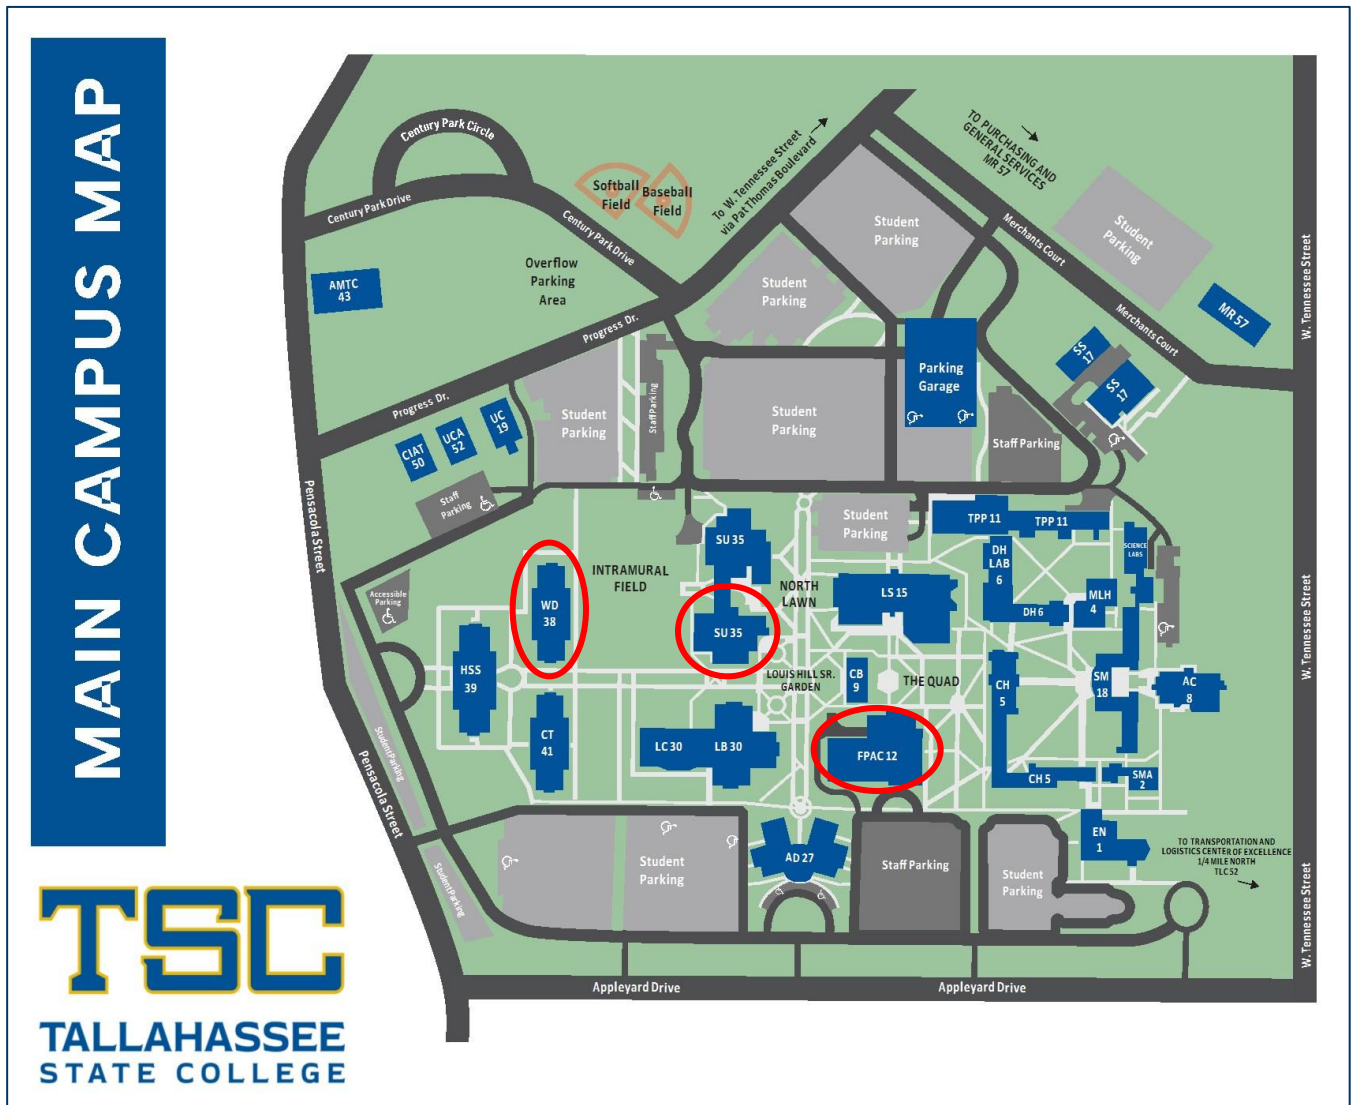 MAIN CAMPUS MAP
Century Park Circle
Century Park Drive
Century Park Drive
Softball
Field
Baseball
Field
To W. Tennessee Street
via Pat Thomas Boulevard
TO PURCHASING AND
GENERAL SERVICES
MR 57
Overflow
Parking
Area
AMTC
43
Progress Dr.
Progress Dr.
Student
Parking
Student
Parking
Student
Parking
Merchants Court
Merchants Court
MR 57
W. Tennessee Street
SS
17
SS
17
Parking
Garage
Student
Parking
Staff Parking
Student
Parking
Staff Parking
CIAT
50
UCA
52
UC
19
Staff
Parking
Pensacola Street
Student
Parking
TPP 11
TPP 11
SU 35
DH
LAB
6
SCIENCE
LABS
INTRAMURAL
FIELD
NORTH
LAWN
LS 15
MLH
4
DH 6
Accessible
Parking
WD
38
SU 35
W. Tennessee Street
HSS
39
LOUIS HILL SR.
GARDEN
CB
9
THE QUAD
CH
5
SM
18
AC
8
Student Parking
CT
41
LC 30
LB 30
FPAC 12
CH 5
SMA
2
Pensacola Street
EN
1
TO TRANSPORTATION AND
LOGISTICS CENTER OF EXCELLENCE
1/4 MILE NORTH
TLC 52
Student Parking
Student
Parking
AD 27
Staff Parking
Student
Parking
W. Tennessee Street
Appleyard Drive
Appleyard Drive
TSC
TALLAHASSEE
STATE COLLEGE